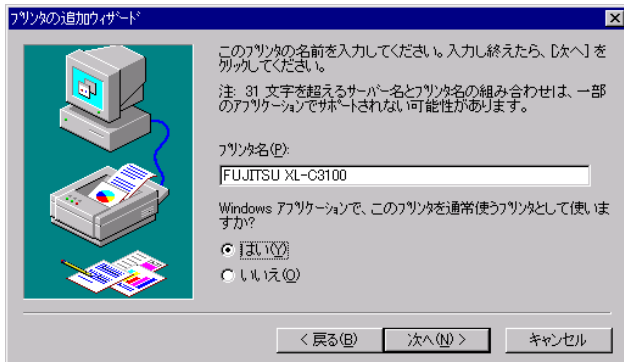 プリンタの追加ウィザード
このプリンタの名前を入力してください。入力し終えたら、[次へ] を
クリックしてください。
注: 31 文字を超えるサーバー名とプリンタ名の組み合わせは、一部
のアプリケーションでサポートされない可能性があります。
プリンタ名(P):
FUJITSU XL-C3100
Windows アプリケーションで、このプリンタを通常使うプリンタとして使いま
すか?
はい(Y)
いいえ(O)
< 戻る(B)
次へ(N) >
キャンセル